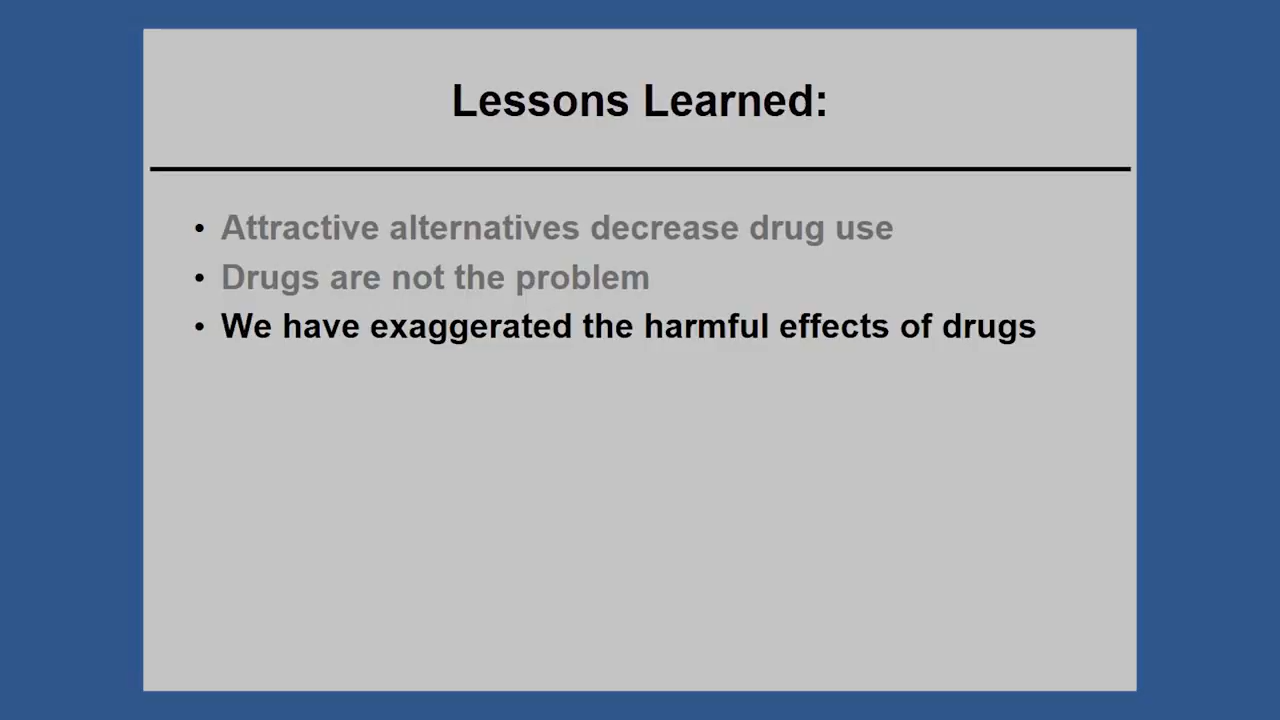 Lessons Learned:
• Attractive alternatives decrease drug use
• Drugs are not the problem
• We have exaggerated the harmful effects of drugs